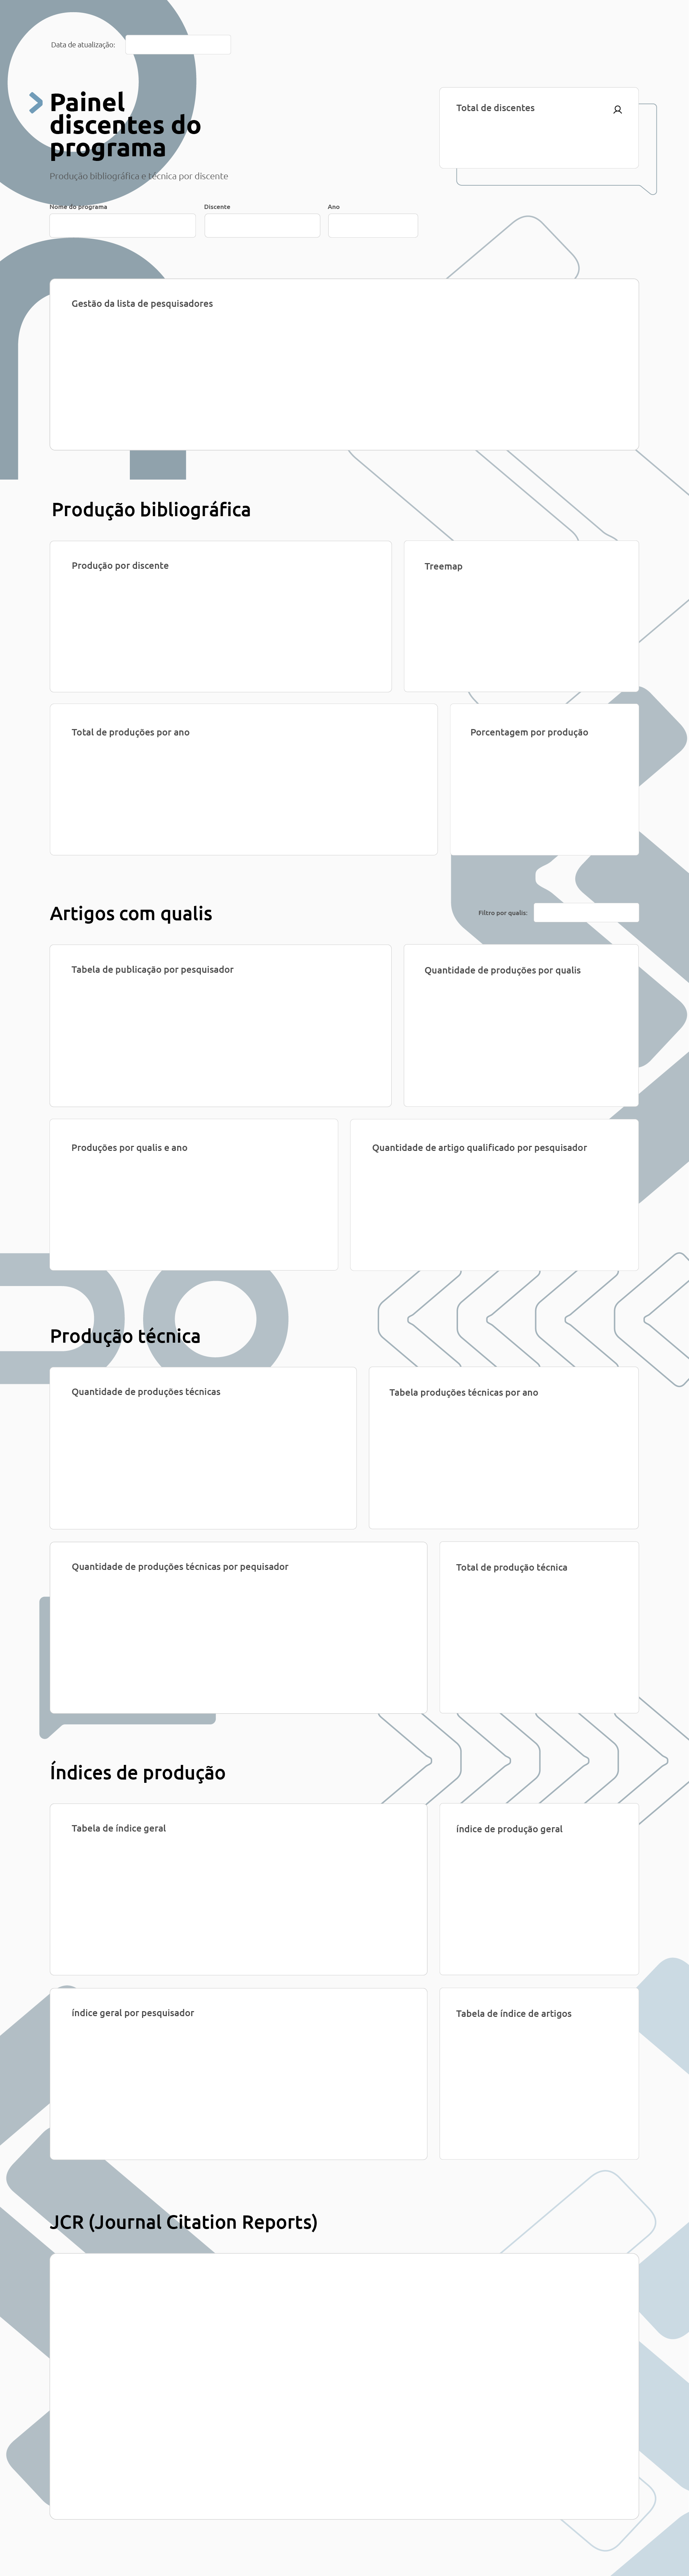 Data de atualização:
Painel
discentes do
programa
Total de discentes
Produção bibliográfica e técnica por discente
Nome do programa
Discente
Ano
Gestão da lista de pesquisadores
Produção bibliográfica
Produção por discente
Treemap
Total de produções por ano
Porcentagem por produção
Artigos com qualis
Filtro por qualis:
Tabela de publicação por pesquisador
Quantidade de produções por qualis
Produções por qualis e ano
Quantidade de artigo qualificado por pesquisador
Produção técnica
Quantidade de produções técnicas
Tabela produções técnicas por ano
Quantidade de produções técnicas por pequisador
Total de produção técnica
Índices de produção
Tabela de índice geral
índice de produção geral
índice geral por pesquisador
Tabela de índice de artigos
JCR (Journal Citation Reports)